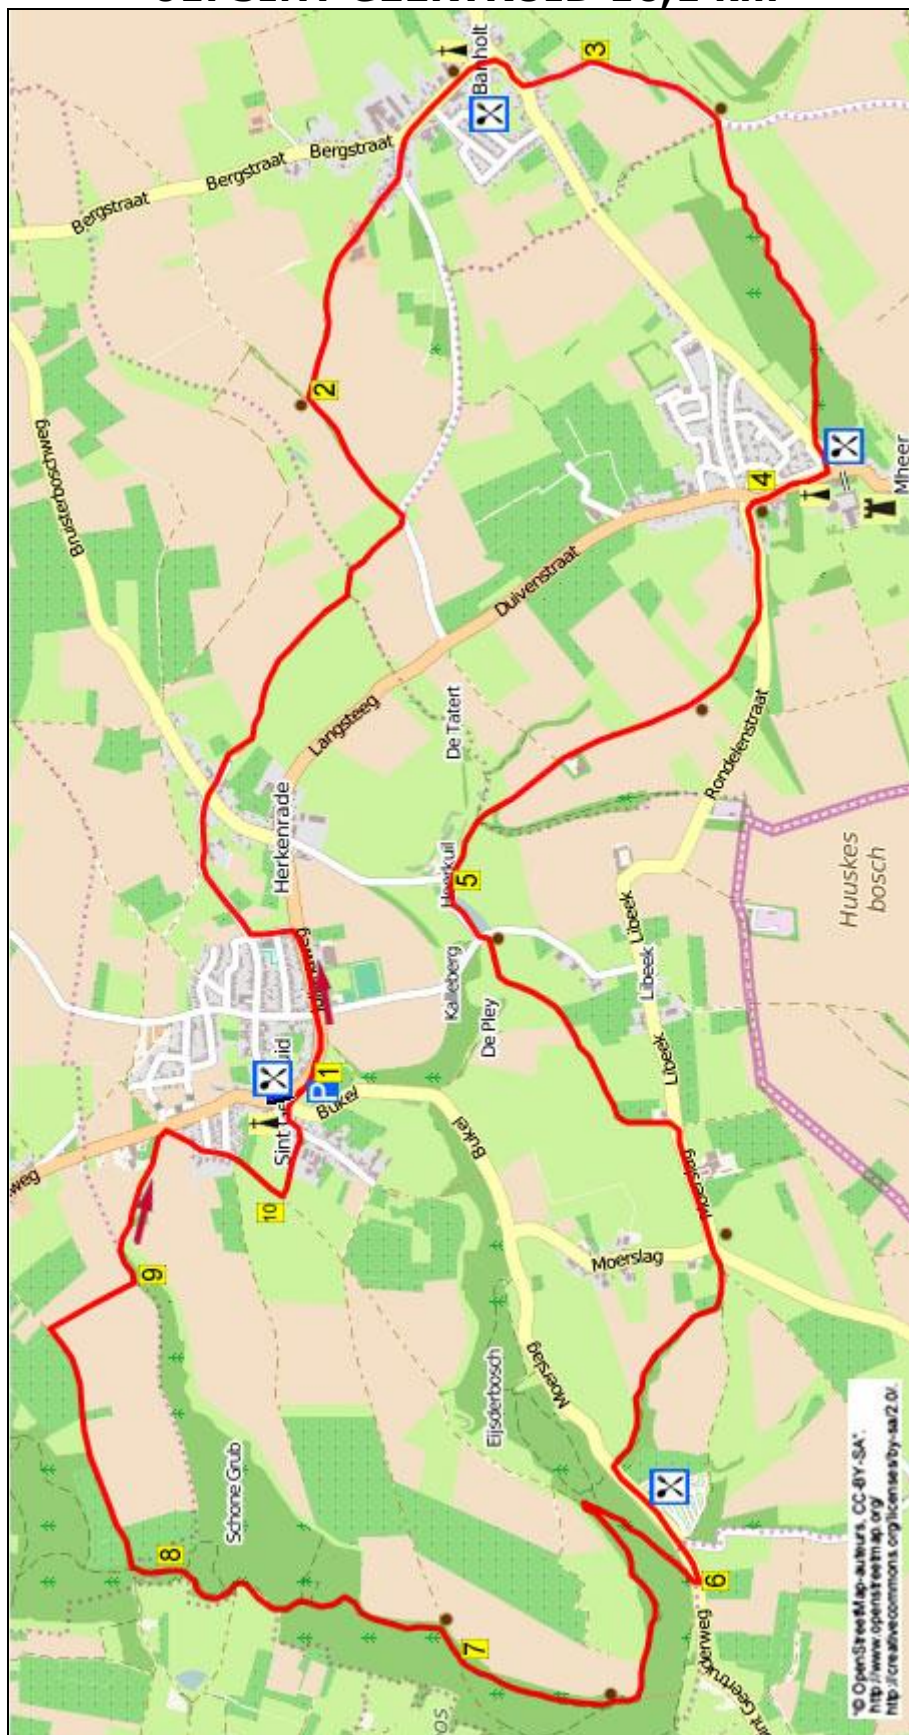 3
Banholt
Bergstraat
Bergstraat
Bergstraat
2
Bruisterboschweg
4
Mheer
Duivenstraat
Langsteeg
De Tatert
Herkenrade
Rondelenstraat
Huuskes
bosch
5
Libeek
Libeek
Libeek
Kalleberg
De Pley
1
P
Bukel
Bukel
Sint
10
9
Moerslag
Moerslag
Moerslag
Eijsderbosch
Schone Grub
8
7
6
"© OpenStreetMap-auteurs, CC-BY-SA".
http://www.openstreetmap.org/
http://creativecommons.org/licenses/by-sa/2.0/.